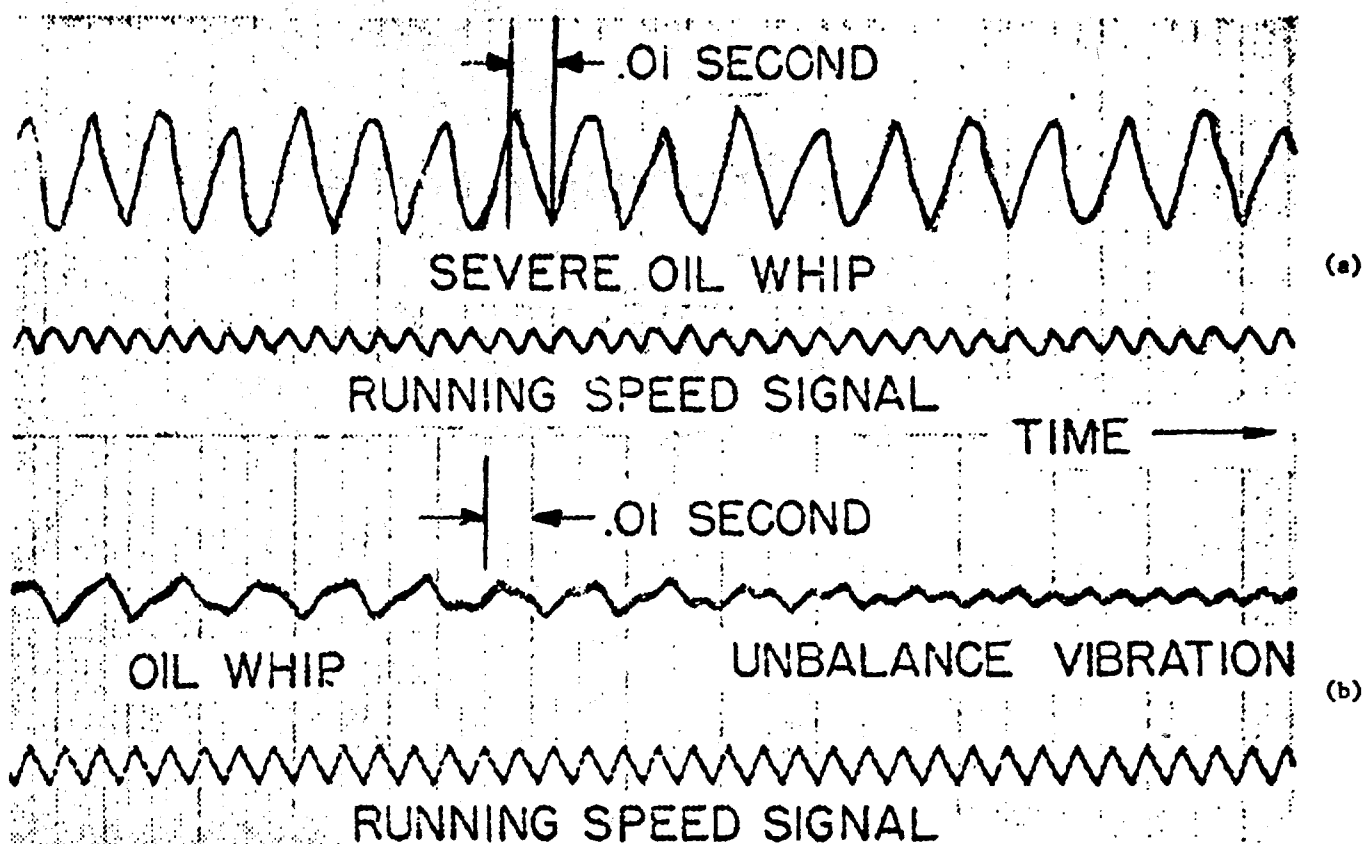 .01 SECOND
SEVERE OIL WHIP
(a)
RUNNING SPEED SIGNAL
TIME
.01 SECOND
OIL WHIP
UNBALANCE VIBRATION
(b)
RUNNING SPEED SIGNAL